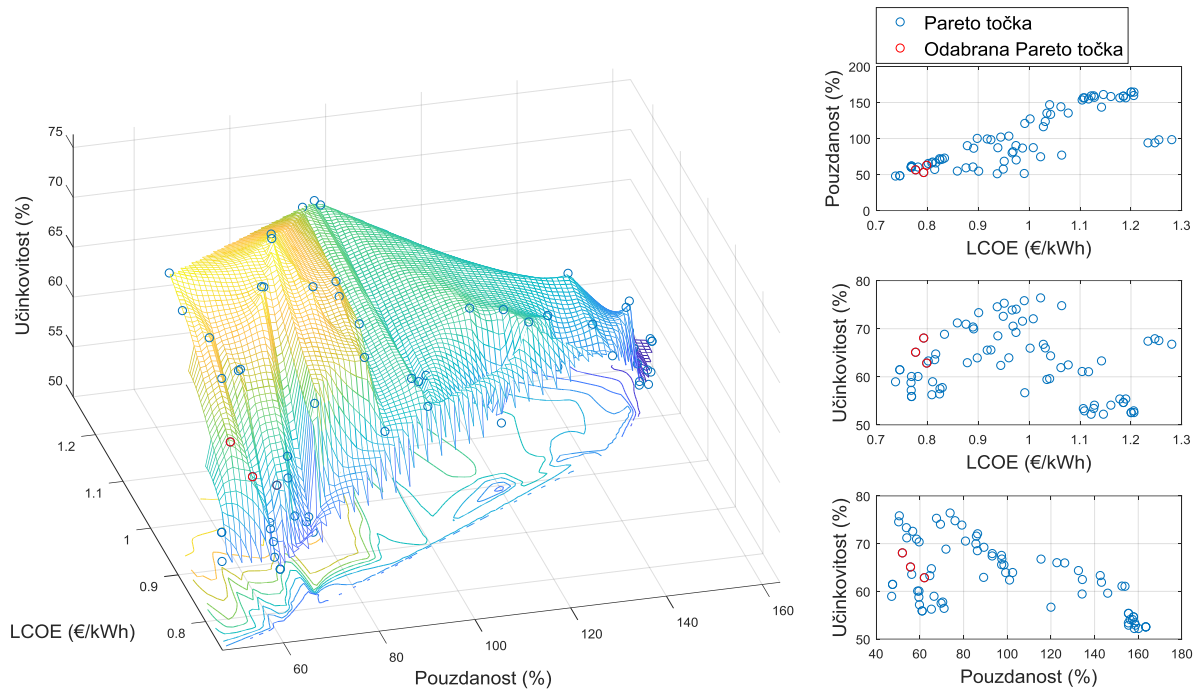 75
70
65
60
55
50
Učinkovitost (%)
1.2
1.1
1
0.9
0.8
LCOE (€/kWh)
60
80
100
120
140
160
Pouzdanost (%)
Pareto točka
Odabrana Pareto točka
200
150
100
50
0
Pouzdanost (%)
0.7 0.8 0.9 1 1.1 1.2 1.3
LCOE (€/kWh)
80
70
60
50
Učinkovitost (%)
0.7 0.8 0.9 1 1.1 1.2 1.3
LCOE (€/kWh)
80
70
60
50
Učinkovitost (%)
40 60 80 100 120 140 160 180
Pouzdanost (%)